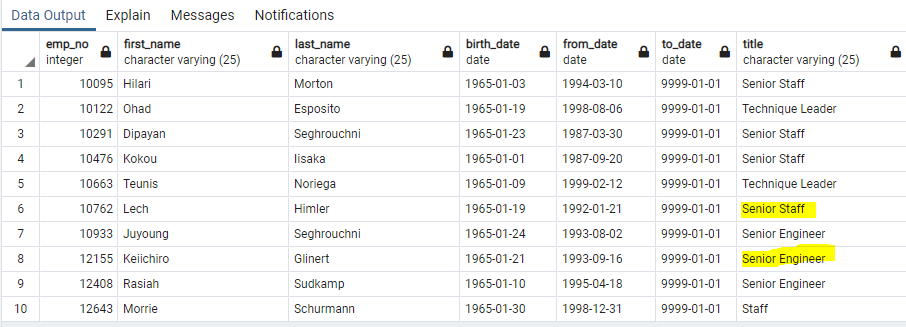 Data Output Explain Messages Notifications
emp_no first_name last_name birth_date from_date to_date title
integer character varying (25) character varying (25) date date date character varying (25)
1 10095 Hilari Morton 1965-01-03 1994-03-10 9999-01-01 Senior Staff
2 10122 Ohad Esposito 1965-01-19 1998-08-06 9999-01-01 Technique Leader
3 10291 Dipayan Seghrouchni 1965-01-23 1987-03-30 9999-01-01 Senior Staff
4 10476 Kokou Iisaka 1965-01-01 1987-09-20 9999-01-01 Senior Staff
5 10663 Teunis Noriega 1965-01-09 1999-02-12 9999-01-01 Technique Leader
6 10762 Lech Himler 1965-01-19 1992-01-21 9999-01-01 Senior Staff
7 10933 Juyoung Seghrouchni 1965-01-24 1993-08-02 9999-01-01 Senior Engineer
8 12155 Keiichiro Glinert 1965-01-21 1993-09-16 9999-01-01 Senior Engineer
9 12408 Rasiah Sudkamp 1965-01-10 1995-04-18 9999-01-01 Senior Engineer
10 12643 Morrie Schurmann 1965-01-30 1998-12-31 9999-01-01 Staff